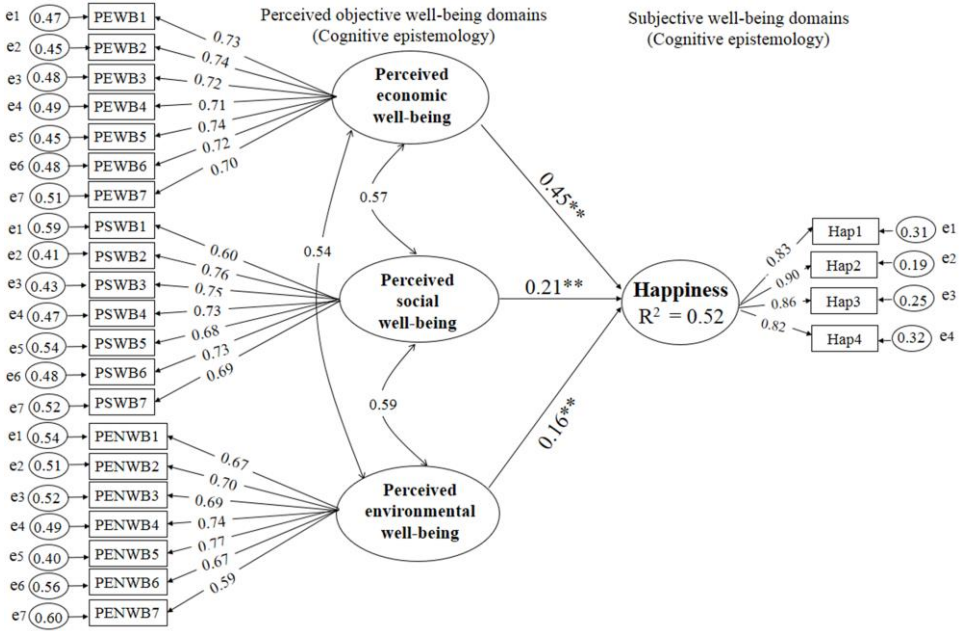 Perceived objective well-being domains
(Cognitive epistemology)
Subjective well-being domains
(Cognitive epistemology)
e1 0.47 PEWB1 0.73
e2 0.45 PEWB2 0.74
e3 0.48 PEWB3 0.72
e4 0.49 PEWB4 0.71
e5 0.45 PEWB5 0.74
e6 0.48 PEWB6 0.72
e7 0.51 PEWB7 0.70
Perceived
economic
well-being
e1 0.59 PSWB1 0.60
e2 0.41 PSWB2 0.76
e3 0.43 PSWB3 0.75
e4 0.47 PSWB4 0.73
e5 0.54 PSWB5 0.68
e6 0.48 PSWB6 0.73
e7 0.52 PSWB7 0.69
Perceived
social
well-being
e1 0.54 PENWB1 0.67
e2 0.51 PENWB2 0.70
e3 0.52 PENWB3 0.69
e4 0.49 PENWB4 0.74
e5 0.40 PENWB5 0.77
e6 0.56 PENWB6 0.67
e7 0.60 PENWB7 0.59
Perceived
environmental
well-being
0.57
0.54
0.59
0.45**
0.21**
0.16**
Happiness
R² = 0.52
0.83 Hap1 0.31 e1
0.90 Hap2 0.19 e2
0.86 Hap3 0.25 e3
0.82 Hap4 0.32 e4